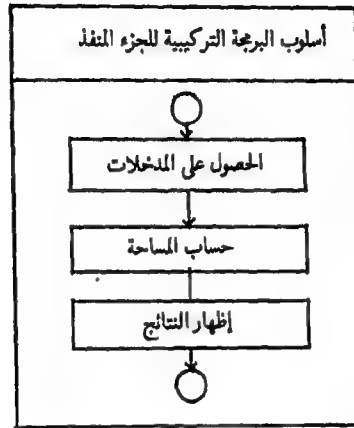 أسلوب البرمجة التركيبية للجزء المنفذ
الحصول على المدخلات
حساب المساحة
إظهار النتائج